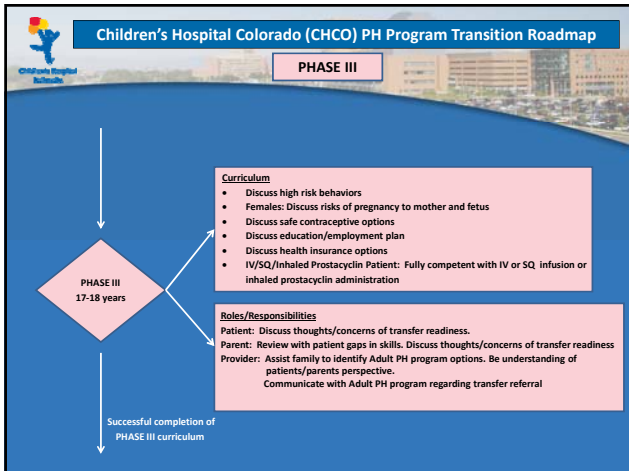 Children's Hospital Colorado (CHCO) PH Program Transition Roadmap
PHASE III
Children's Hospital Colorado
Curriculum
• Discuss high risk behaviors
• Females: Discuss risks of pregnancy to mother and fetus
• Discuss safe contraceptive options
• Discuss education/employment plan
• Discuss health insurance options
• IV/SQ/Inhaled Prostacyclin Patient: Fully competent with IV or SQ infusion or
inhaled prostacyclin administration
PHASE III
17-18 years
Roles/Responsibilities
Patient: Discuss thoughts/concerns of transfer readiness.
Parent: Review with patient gaps in skills. Discuss thoughts/concerns of transfer readiness
Provider: Assist family to identify Adult PH program options. Be understanding of
patients/parents perspective.
Communicate with Adult PH program regarding transfer referral
Successful completion of
PHASE III curriculum